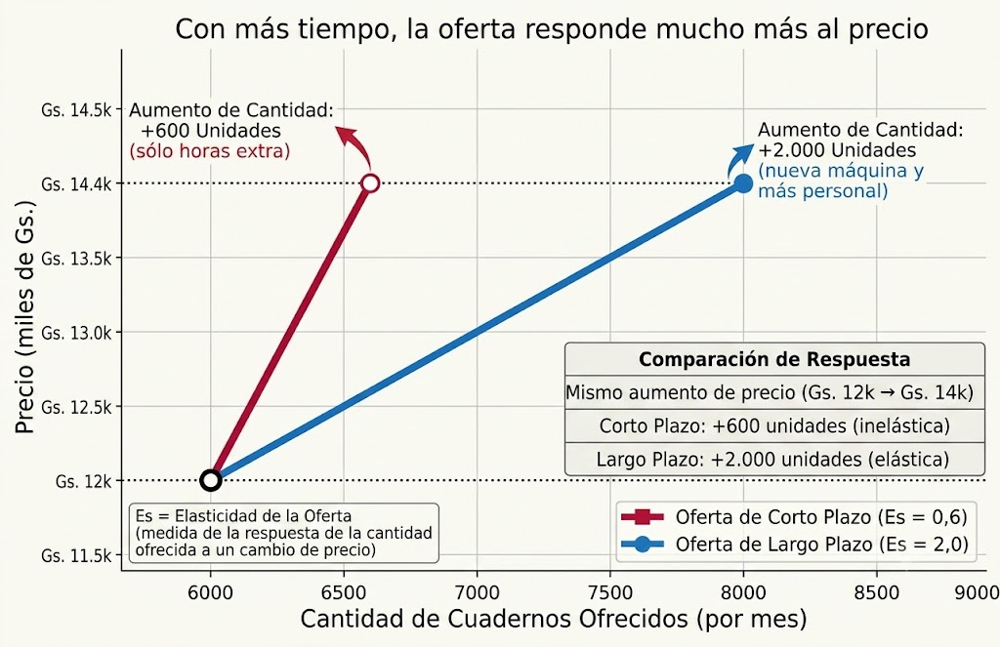 Con más tiempo, la oferta responde mucho más al precio
Precio (miles de Gs.)
Gs. 14.5k
Gs. 14.4k
Gs. 13.5k
Gs. 13.0k
Gs. 12.5k
Gs. 12k
Gs. 11.5k
Aumento de Cantidad:
+600 Unidades
(sólo horas extra)
Aumento de Cantidad:
+2.000 Unidades
(nueva máquina y
más personal)
Comparación de Respuesta
Mismo aumento de precio (Gs. 12k → Gs. 14k)
Corto Plazo: +600 unidades (inelástica)
Largo Plazo: +2.000 unidades (elástica)
Es = Elasticidad de la Oferta
(medida de la respuesta de la cantidad
ofrecida a un cambio de precio)
Oferta de Corto Plazo (Es = 0,6)
Oferta de Largo Plazo (Es = 2,0)
6000 6500 7000 7500 8000 8500 9000
Cantidad de Cuadernos Ofrecidos (por mes)